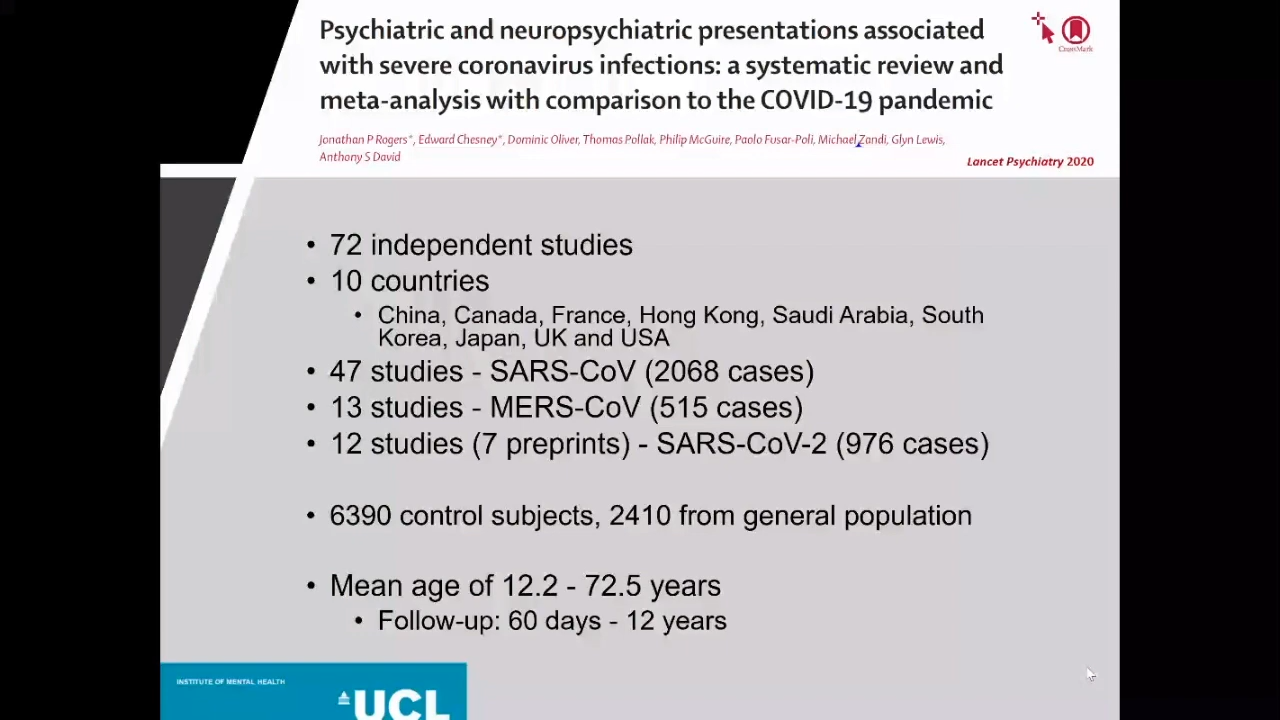 Psychiatric and neuropsychiatric presentations associated
with severe coronavirus infections: a systematic review and
meta-analysis with comparison to the COVID-19 pandemic
CrossMark
Jonathan P Rogers*, Edward Chesney*, Dominic Oliver, Thomas Pollak, Philip McGuire, Paolo Fusar-Poli, Michael Zandi, Glyn Lewis,
Anthony S David
Lancet Psychiatry 2020
• 72 independent studies
• 10 countries
• China, Canada, France, Hong Kong, Saudi Arabia, South
Korea, Japan, UK and USA
• 47 studies - SARS-CoV (2068 cases)
• 13 studies - MERS-CoV (515 cases)
• 12 studies (7 preprints) - SARS-CoV-2 (976 cases)
• 6390 control subjects, 2410 from general population
• Mean age of 12.2 - 72.5 years
• Follow-up: 60 days - 12 years
INSTITUTE OF MENTAL HEALTH
UCL